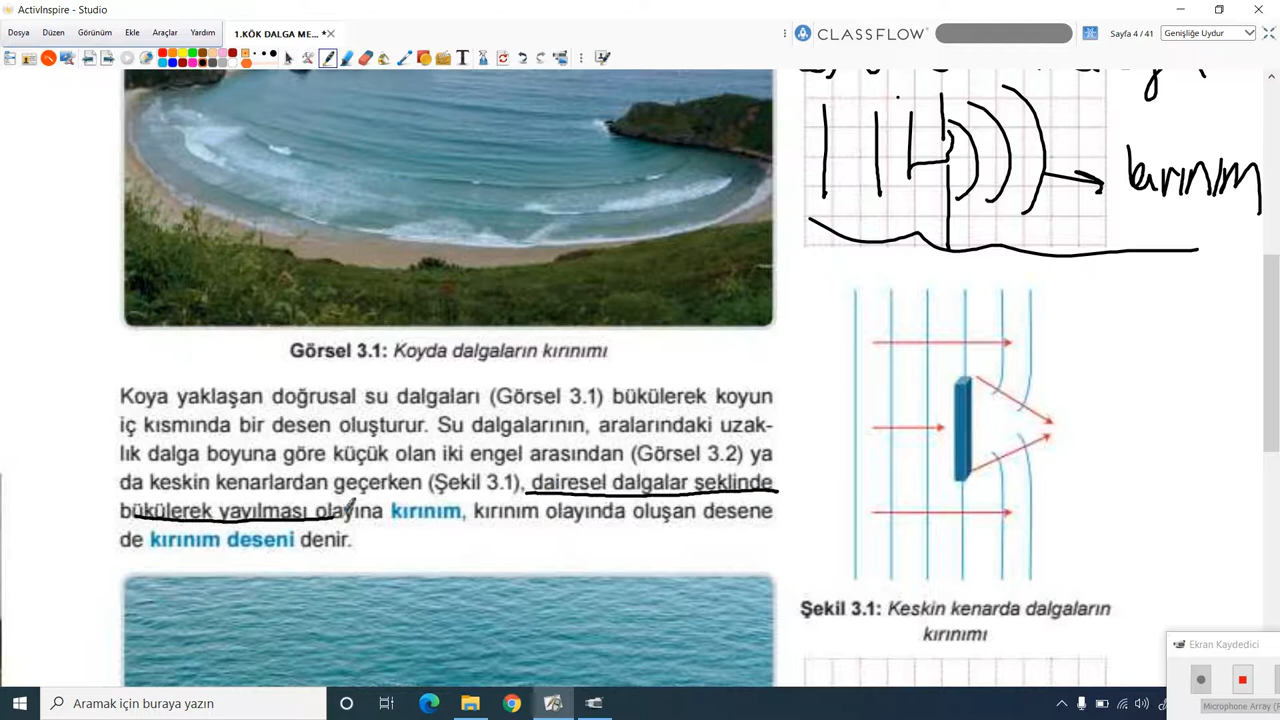 ActivInspire - Studio
Dosya Düzen Görünüm Ekle Araçlar Yardım
1.KÖK DALGA ME... *
CLASSFLOW
Sayfa 4 / 41
Genişliğe Uydur
kırınım
Görsel 3.1: Koyda dalgaların kırınımı
Koya yaklaşan doğrusal su dalgaları (Görsel 3.1) bükülerek koyun
iç kısmında bir desen oluşturur. Su dalgalarının, aralarındaki uzak-
lık dalga boyuna göre küçük olan iki engel arasından (Görsel 3.2) ya
da keskin kenarlardan geçerken (Şekil 3.1), dairesel dalgalar şeklinde
bükülerek yayılması olayına kırınım, kırınım olayında oluşan desene
de kırınım deseni denir.
Şekil 3.1: Keskin kenarda dalgaların
kırınımı
Ekran Kaydedici
Microphone Array (R
Aramak için buraya yazın